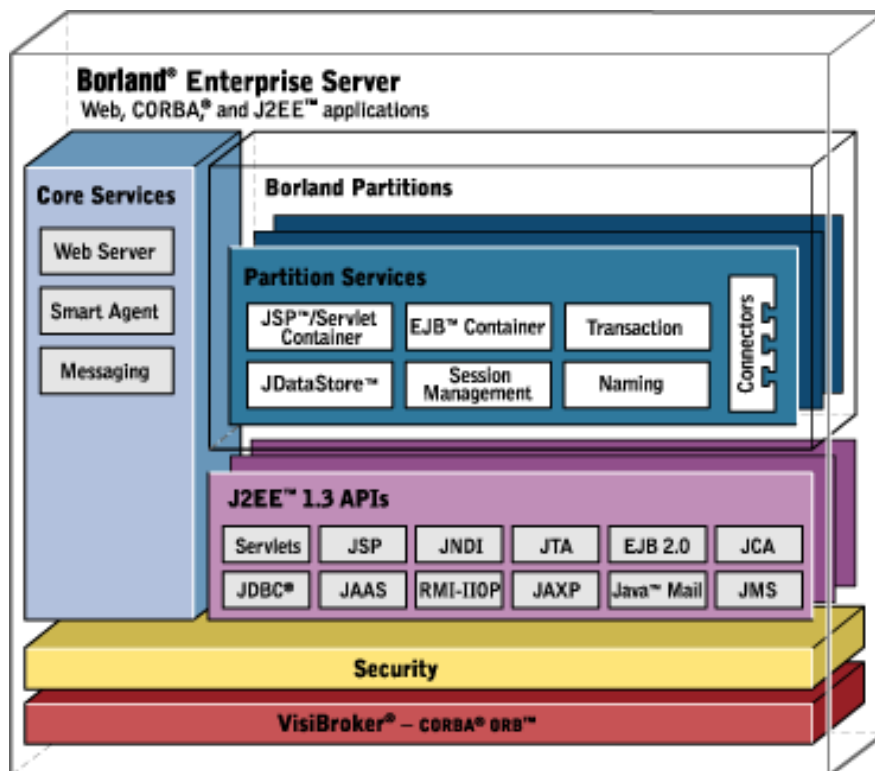 Borland® Enterprise Server
Web, CORBA,® and J2EE™ applications
Core Services
Web Server
Smart Agent
Messaging
Borland Partitions
Partition Services
JSP™/Servlet
Container
EJB™ Container
Transaction
JDataStore™
Session
Management
Naming
Connectors
J2EE™ 1.3 APIs
Servlets
JSP
JNDI
JTA
EJB 2.0
JCA
JDBC®
JAAS
RMI-IIOP
JAXP
Java™ Mail
JMS
Security
VisiBroker® – CORBA® ORB™